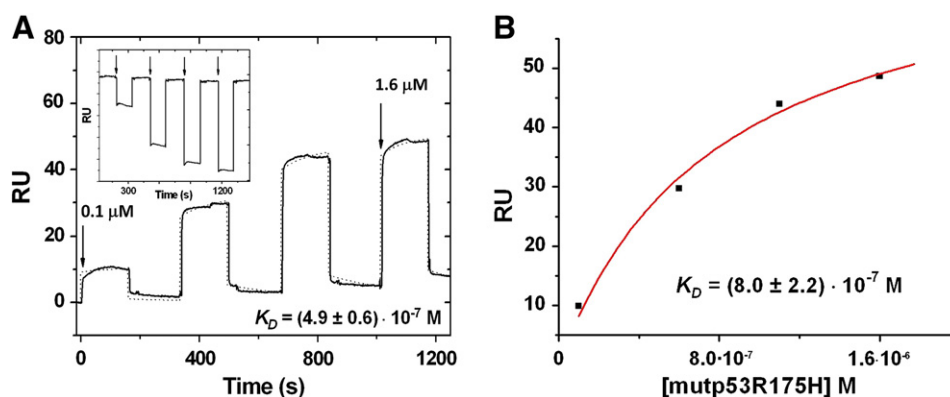 A
80
60
40
20
0
RU
0.1 μM
1.6 μM
RU
300 600 900 1200
Time (s)
K_D = (4.9 ± 0.6) · 10⁻⁷ M
0 400 800 1200
Time (s)
B
50
40
30
20
10
RU
K_D = (8.0 ± 2.2) · 10⁻⁷ M
0 8.0·10⁻⁷ 1.6·10⁻⁶
[mutp53R175H] M